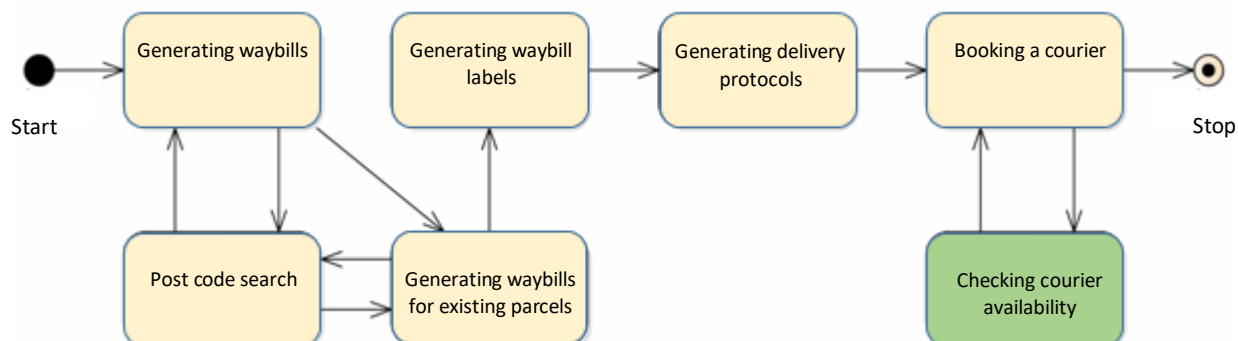 Generating waybills
Generating waybill
labels
Generating delivery
protocols
Booking a courier
Start
Stop
Post code search
Generating waybills
for existing parcels
Checking courier
availability